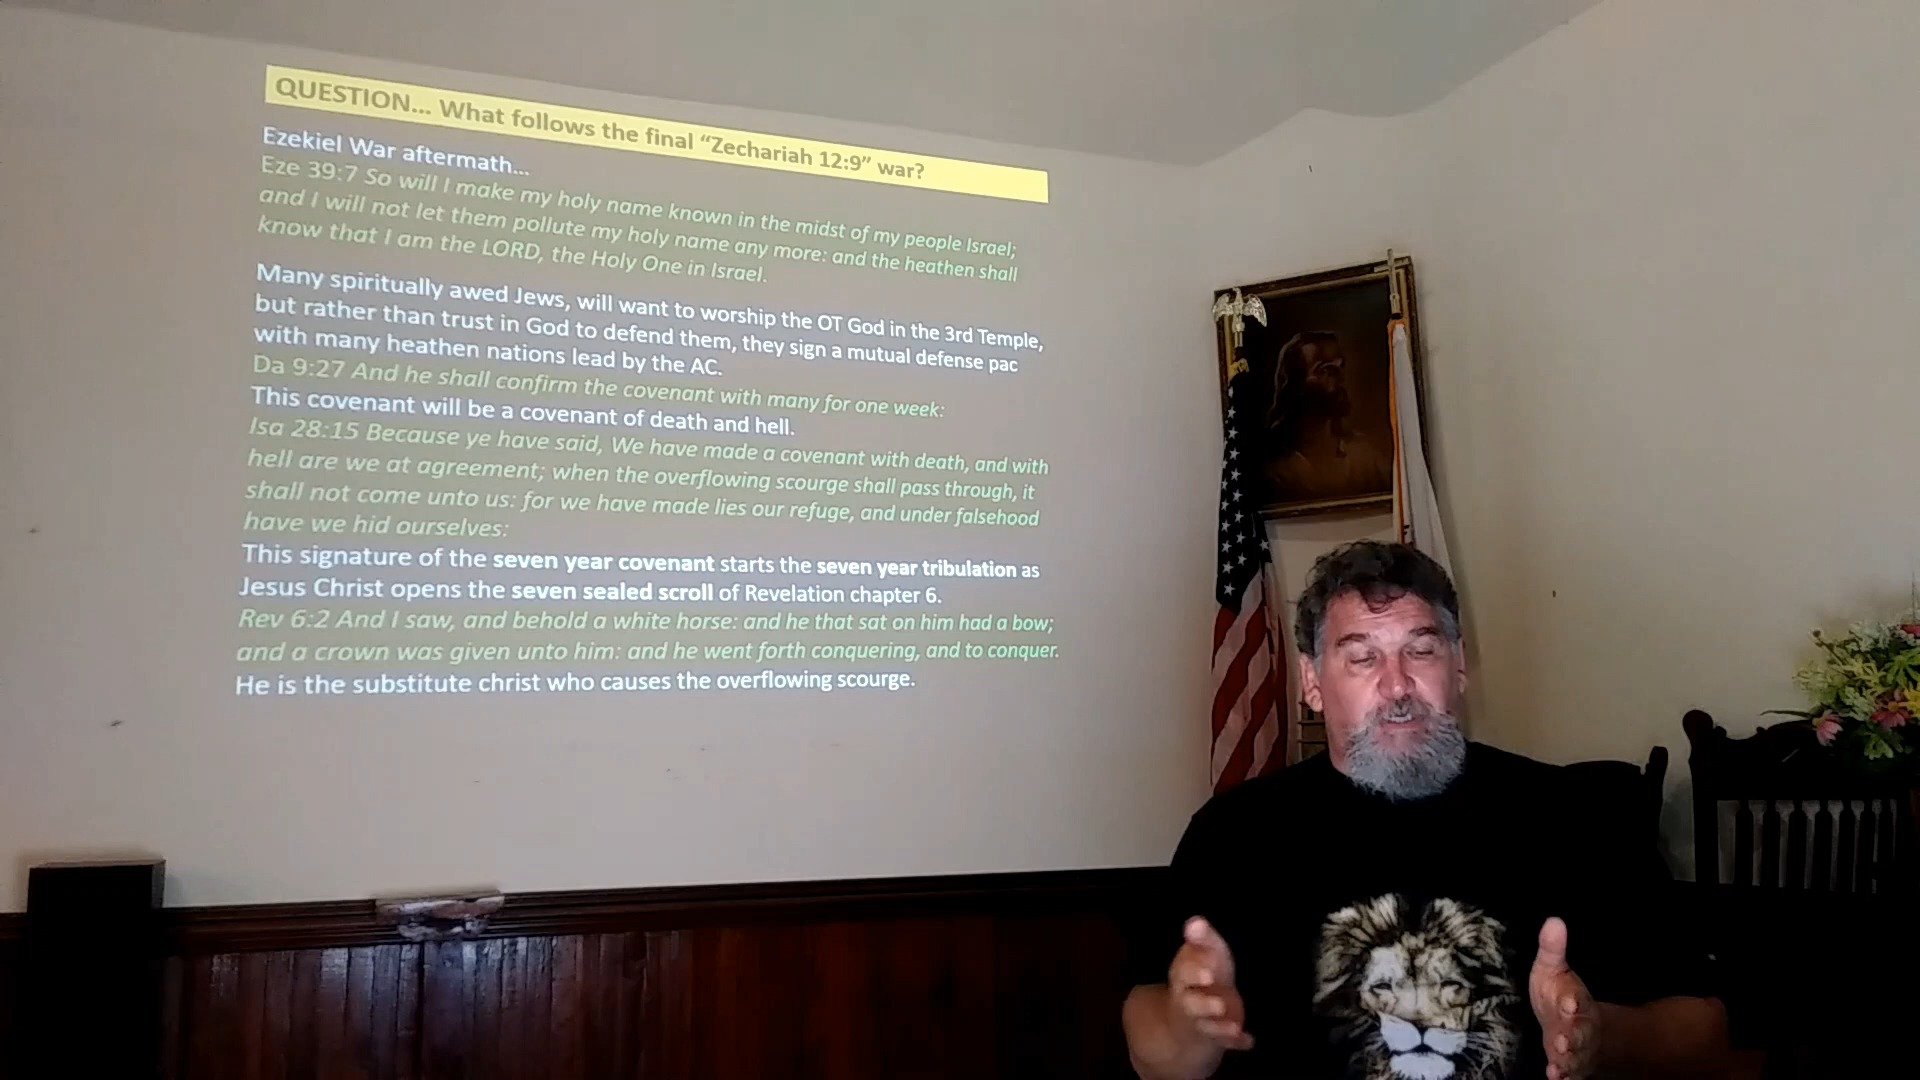 QUESTION... What follows the final “Zechariah 12:9” war?
Ezekiel War aftermath...
Eze 39:7 So will I make my holy name known in the midst of my people Israel;
and I will not let them pollute my holy name any more: and the heathen shall
know that I am the LORD, the Holy One in Israel.
Many spiritually awed Jews, will want to worship the OT God in the 3rd Temple,
but rather than trust in God to defend them, they sign a mutual defense pac
with many heathen nations lead by the AC.
Da 9:27 And he shall confirm the covenant with many for one week:
This covenant will be a covenant of death and hell.
Isa 28:15 Because ye have said, We have made a covenant with death, and with
hell are we at agreement; when the overflowing scourge shall pass through, it
shall not come unto us: for we have made lies our refuge, and under falsehood
have we hid ourselves:
This signature of the seven year covenant starts the seven year tribulation as
Jesus Christ opens the seven sealed scroll of Revelation chapter 6.
Rev 6:2 And I saw, and behold a white horse: and he that sat on him had a bow;
and a crown was given unto him: and he went forth conquering, and to conquer.
He is the substitute christ who causes the overflowing scourge.